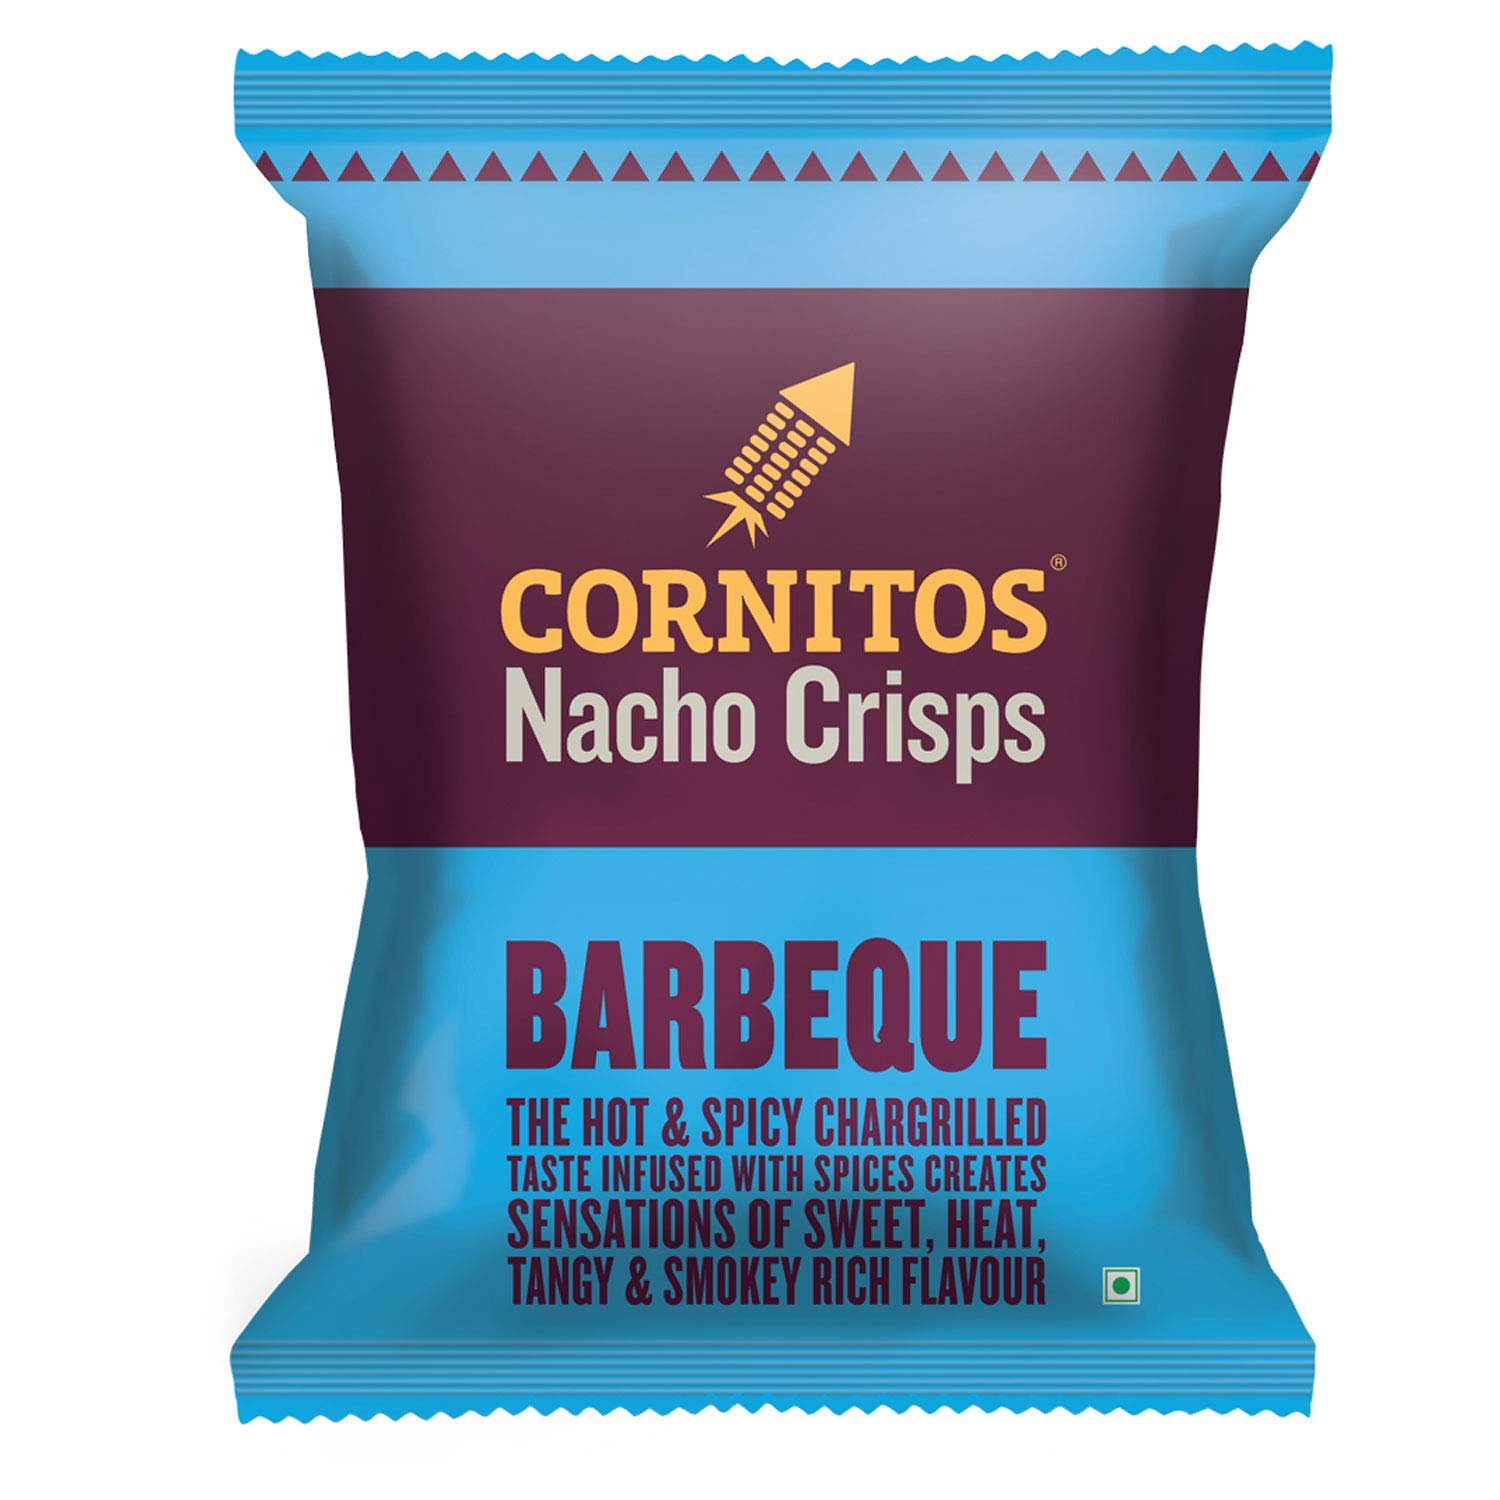 CORNITOS®
Nacho Crisps
BARBEQUE
THE HOT & SPICY CHARGRILLED
TASTE INFUSED WITH SPICES CREATES
SENSATIONS OF SWEET, HEAT,
TANGY & SMOKEY RICH FLAVOUR